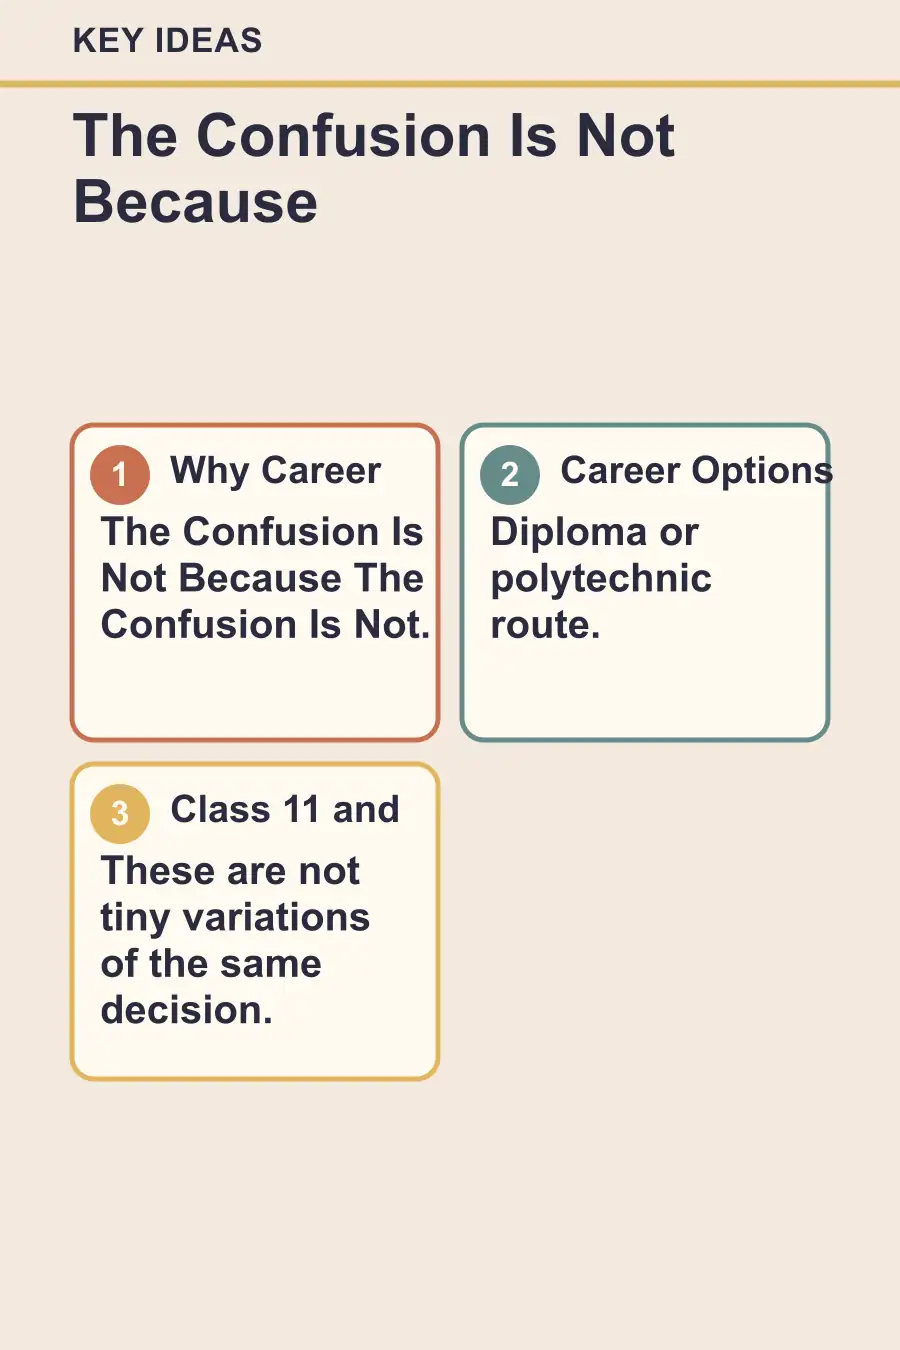 KEY IDEAS
The Confusion Is Not
Because
1 Why Career
The Confusion Is
Not Because The
Confusion Is Not.
2 Career Options
Diploma or
polytechnic
route.
3 Class 11 and
These are not
tiny variations
of the same
decision.